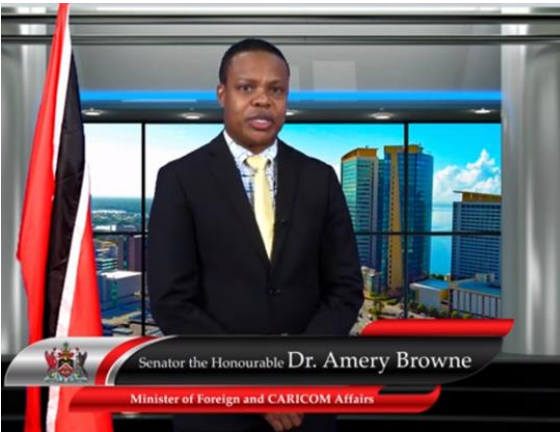 Senator the Honourable Dr. Amery Browne
Minister of Foreign and CARICOM Affairs